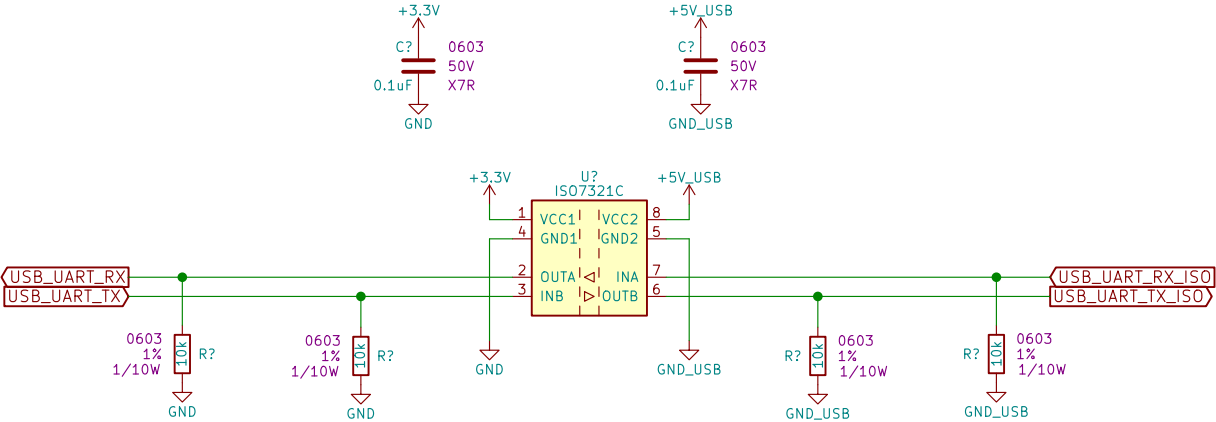 +3.3V
C?
0603
50V
0.1uF
X7R
GND
+5V_USB
C?
0603
50V
0.1uF
X7R
GND_USB
U?
ISO7321C
+3.3V
+5V_USB
1 VCC1 VCC2 8
4 GND1 GND2 5
2 OUTA INA 7
3 INB OUTB 6
USB_UART_RX
USB_UART_TX
USB_UART_RX_ISO
USB_UART_TX_ISO
0603
1%
1/10W
10k
R?
GND
0603
1%
1/10W
10k
R?
GND
GND
GND_USB
R?
10k
0603
1%
1/10W
GND_USB
R?
10k
0603
1%
1/10W
GND_USB